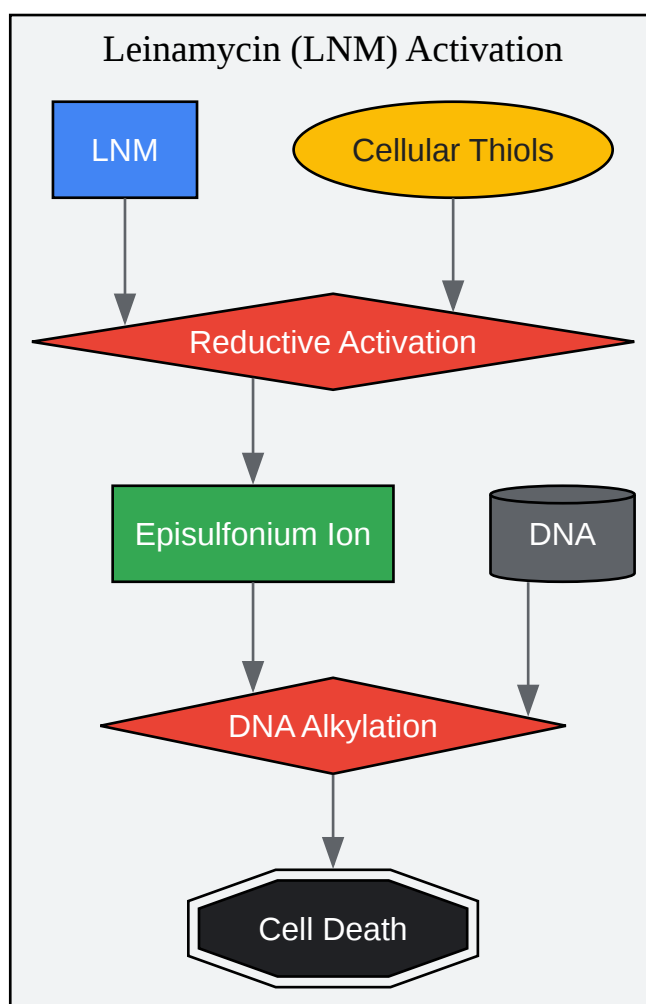 Leinamycin (LNM) Activation
LNM
Cellular Thiols
Reductive Activation
Episulfonium Ion
DNA
DNA Alkylation
Cell Death